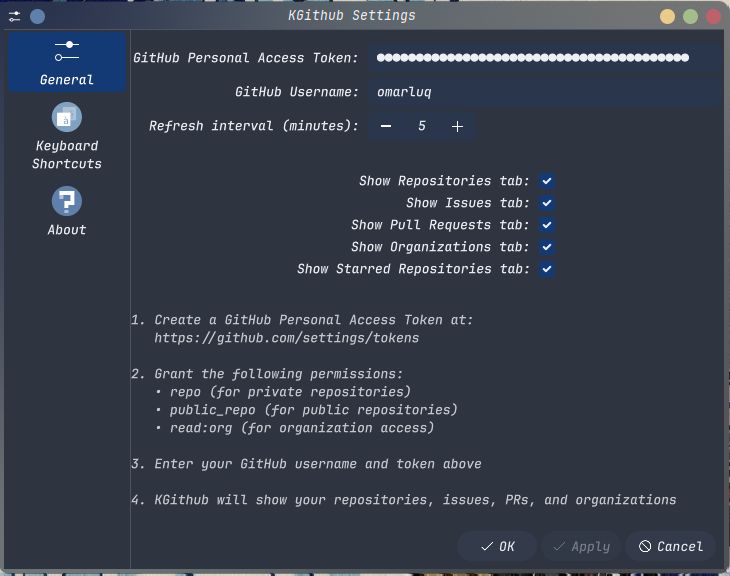 KGithub Settings
General
Keyboard
Shortcuts
About
GitHub Personal Access Token: ●●●●●●●●●●●●●●●●●●●●●●●●●●●●●●●●●●●●●●●●
GitHub Username: omarluq
Refresh interval (minutes): 5
Show Repositories tab:
Show Issues tab:
Show Pull Requests tab:
Show Organizations tab:
Show Starred Repositories tab:
1. Create a GitHub Personal Access Token at:
https://github.com/settings/tokens
2. Grant the following permissions:
• repo (for private repositories)
• public_repo (for public repositories)
• read:org (for organization access)
3. Enter your GitHub username and token above
4. KGithub will show your repositories, issues, PRs, and organizations
OK Apply Cancel